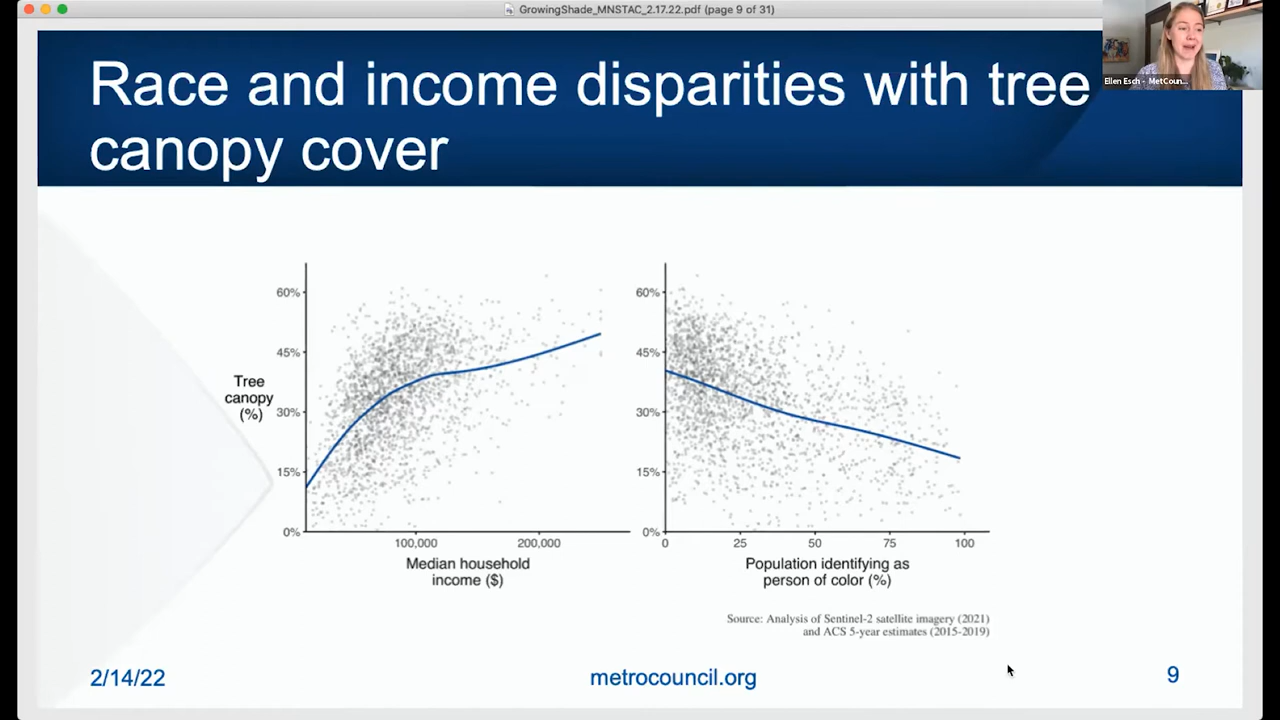 GrowingShade_MNSTAC_2.17.22.pdf (page 9 of 31)
Ellen Esch - MetCoun...
Race and income disparities with tree
canopy cover
Tree
canopy
(%)
60%
45%
30%
15%
0%
100,000
200,000
Median household
income ($)
60%
45%
30%
15%
0%
0
25
50
75
100
Population identifying as
person of color (%)
Source: Analysis of Sentinel-2 satellite imagery (2021)
and ACS 5-year estimates (2015-2019)
2/14/22
metrocouncil.org
9